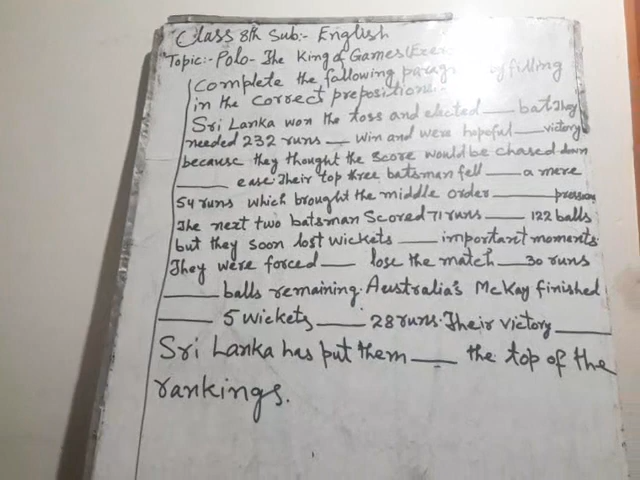 Class 8th Sub:- English
Topic:- Polo- The King of Games (Exer
Complete the following paragr by filling
in the correct prepositions:-
Sri Lanka won the toss and elected ___ bat. They
needed 232 runs ___ win and were hopeful ___ victory
because they thought the score would be chased down
___ ease. Their top three batsman fell ___ a mere
54 runs which brought the middle order ___ pressure
The next two batsman Scored 71 runs ___ 122 balls
but they soon lost wickets ___ important moments.
They were forced ___ lose the match ___ 30 runs
___ balls remaining. Australia's McKay finished
___ 5 wickets ___ 28 runs. Their victory ___
Sri Lanka has put them ___ the top of the
rankings.